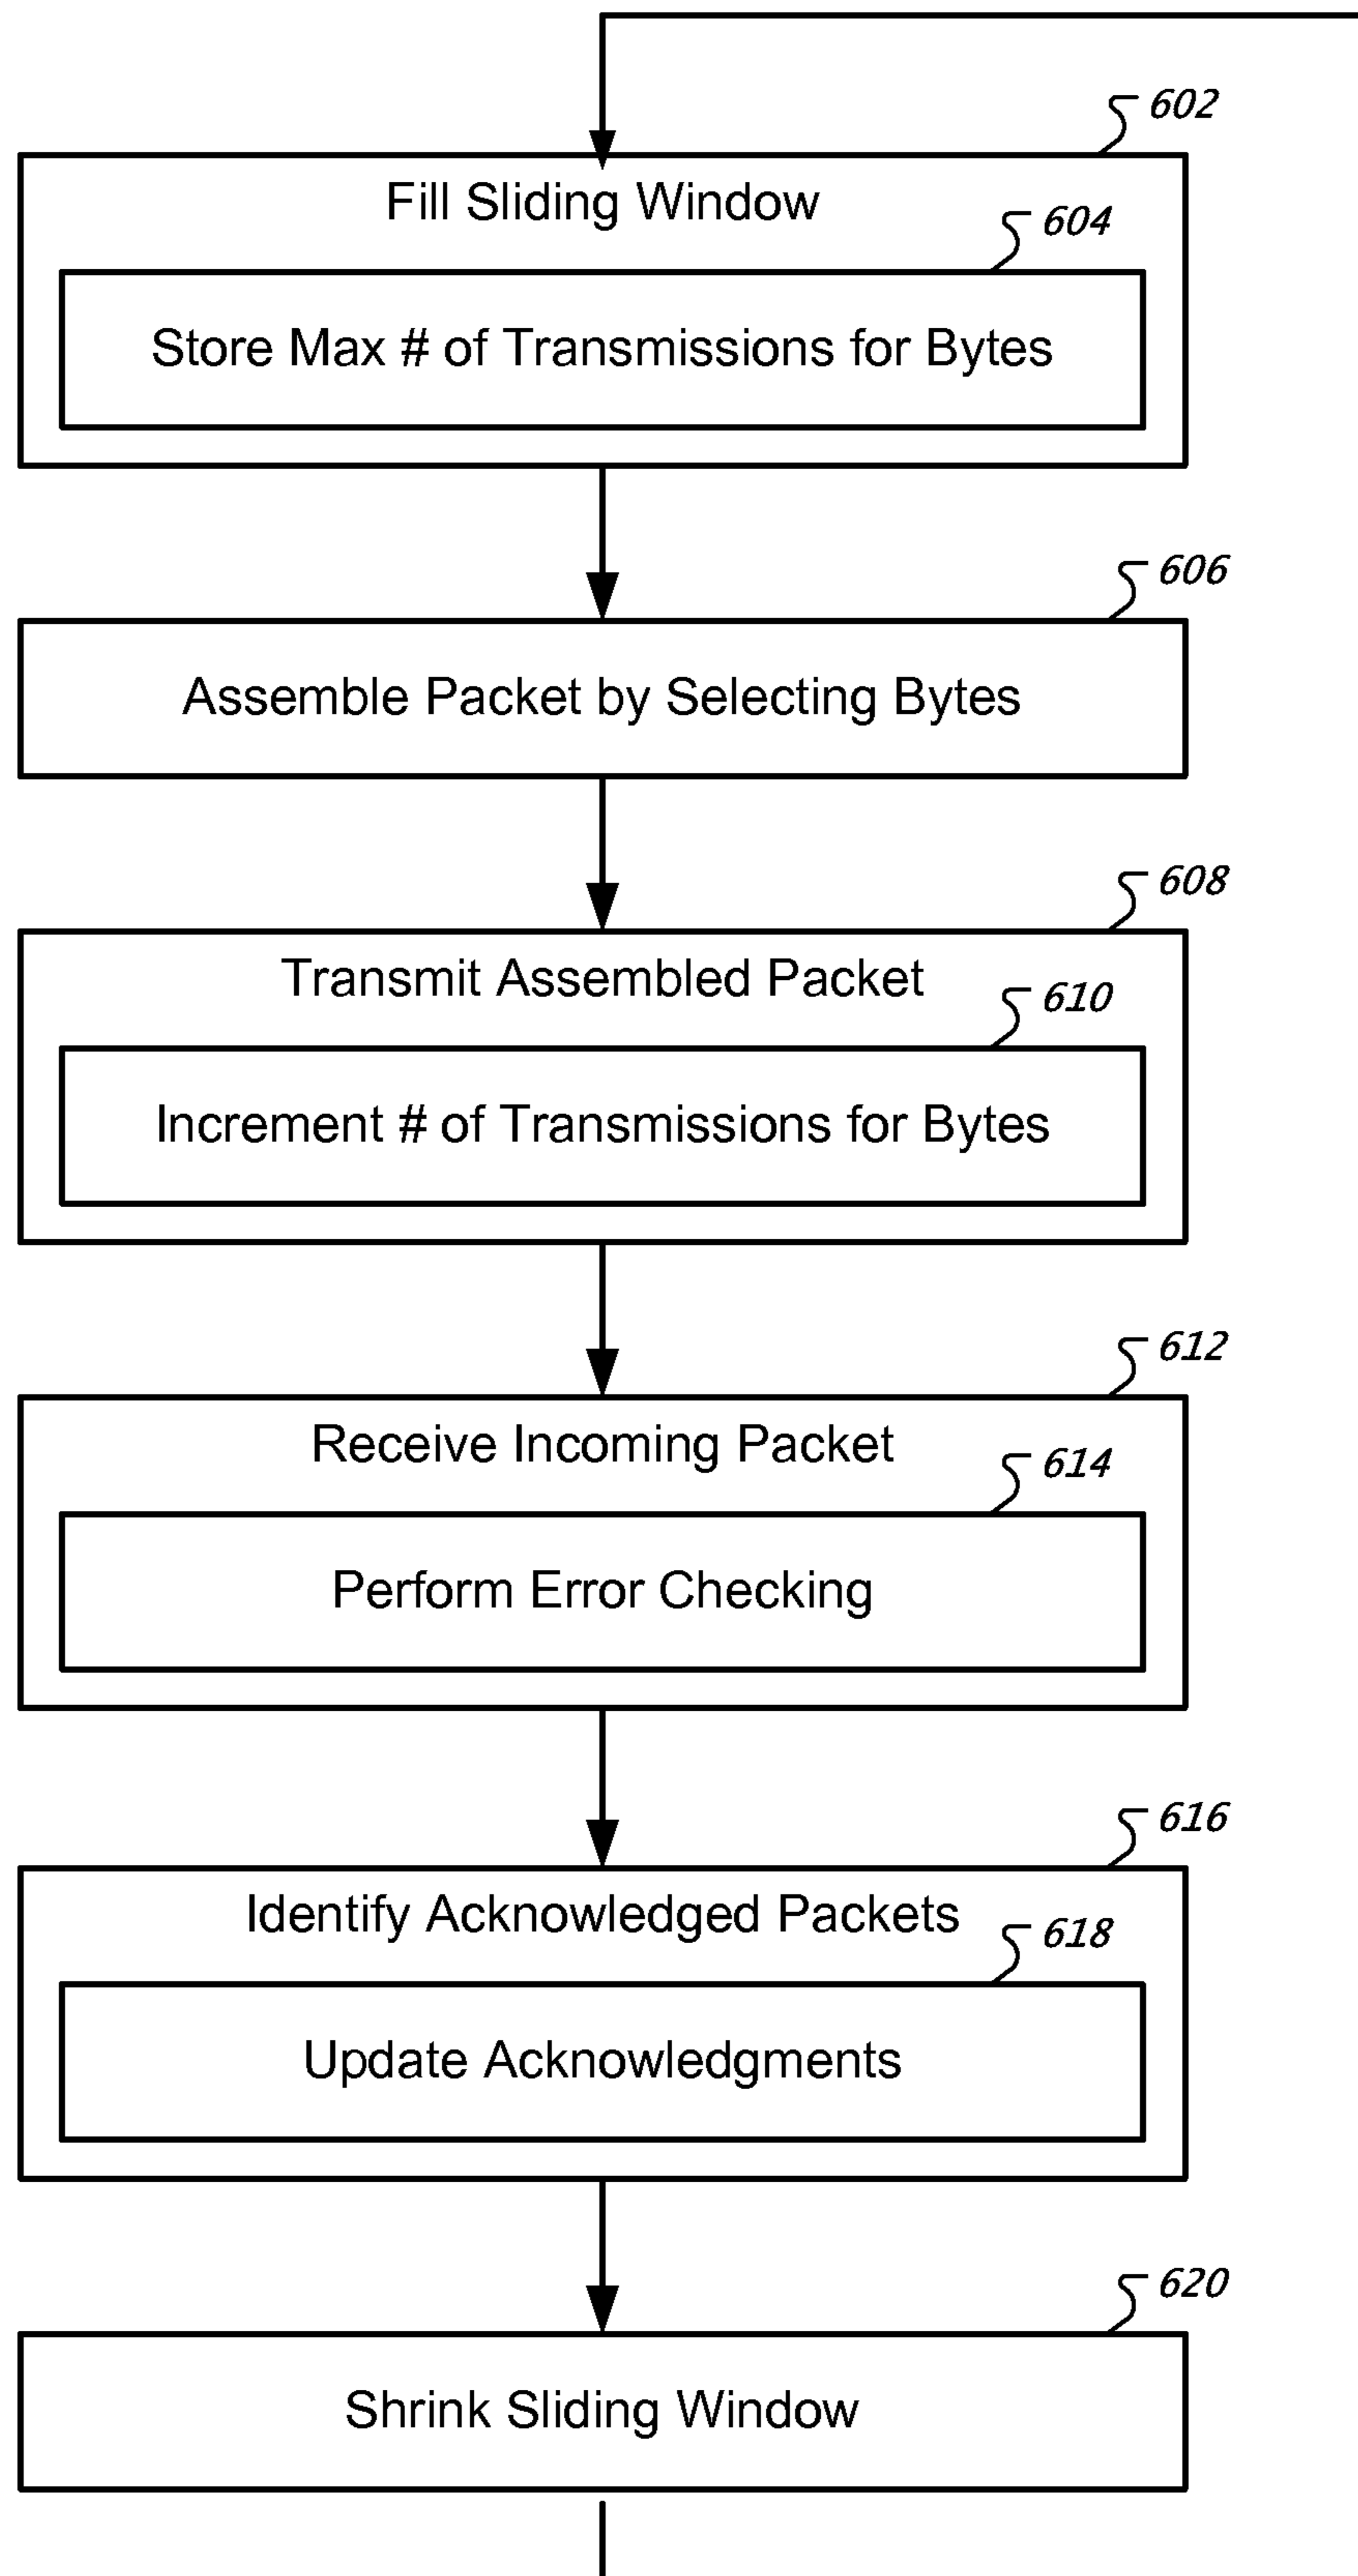 602
Fill Sliding Window
604
Store Max # of Transmissions for Bytes
606
Assemble Packet by Selecting Bytes
608
Transmit Assembled Packet
610
Increment # of Transmissions for Bytes
612
Receive Incoming Packet
614
Perform Error Checking
616
Identify Acknowledged Packets
618
Update Acknowledgments
620
Shrink Sliding Window